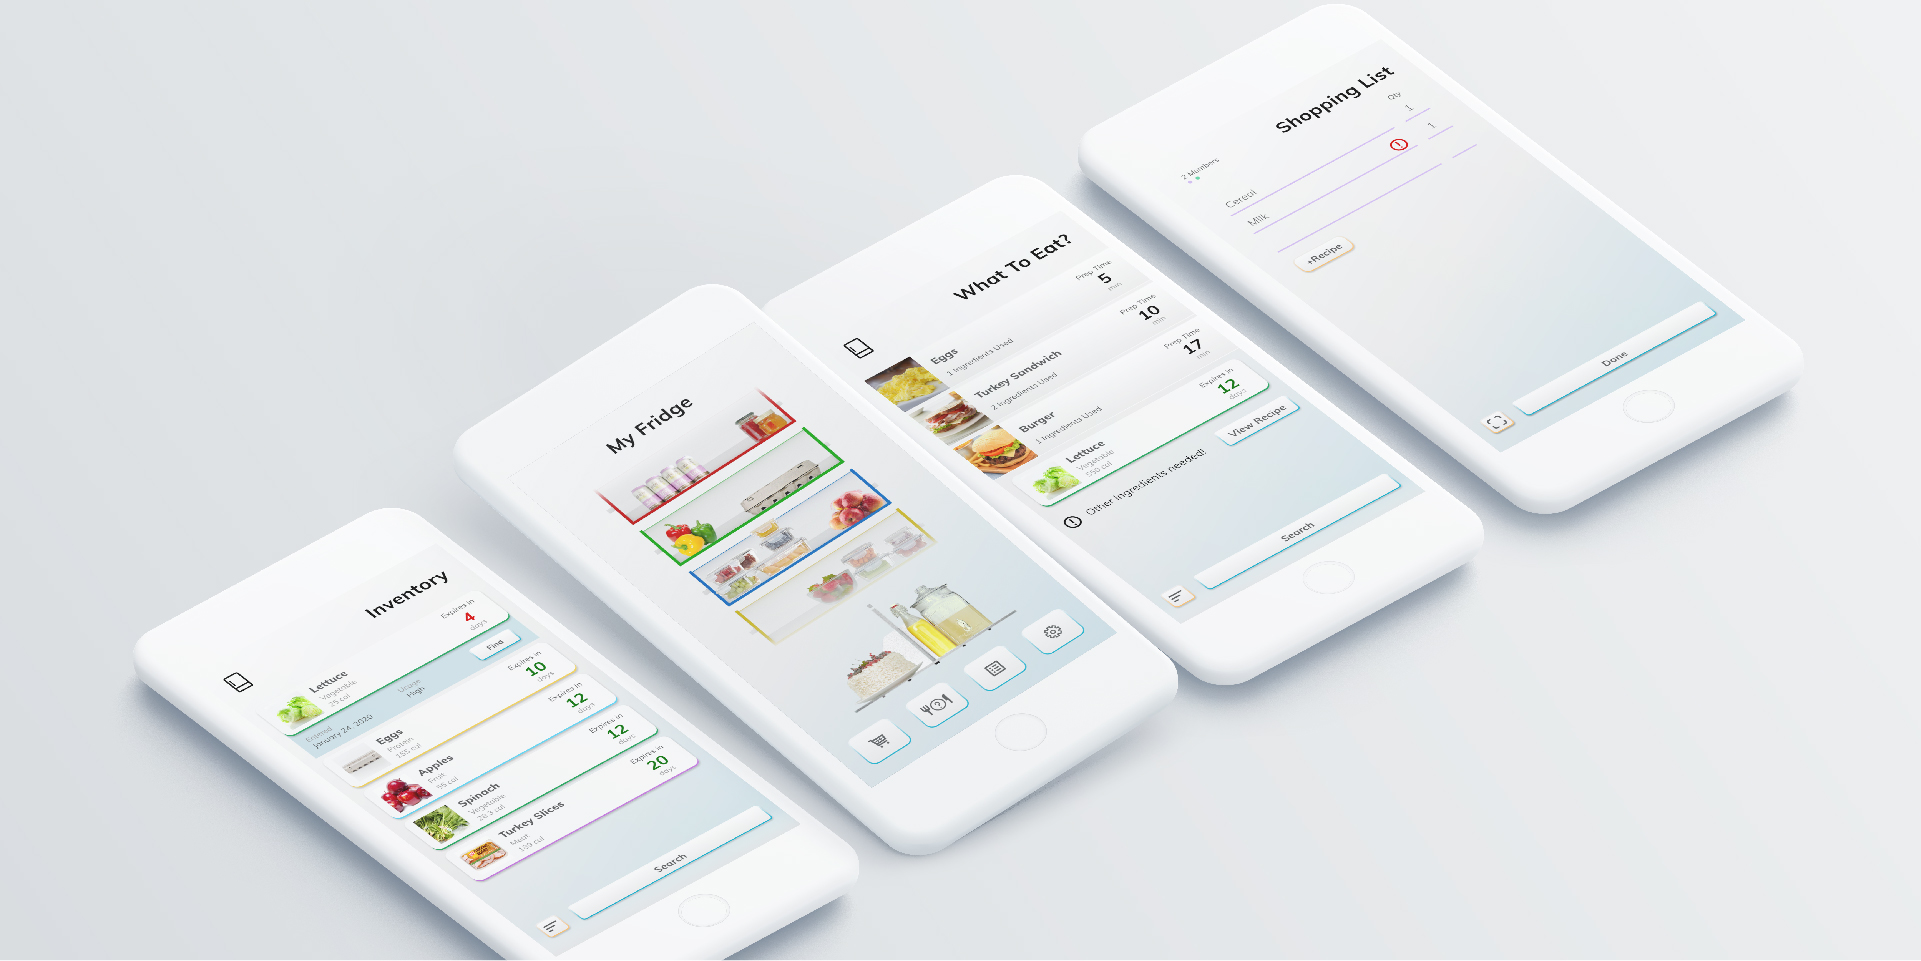 Inventory
Lettuce
Vegetable
25 cal
Expires in
4
days
Find
Entered
January 24 2020
Usage
High
Eggs
Protein
155 cal
Expires in
10
days
Apples
Fruit
95 cal
Expires in
12
days
Spinach
Vegetable
28.3 cal
Expires in
12
days
Turkey Slices
Meat
189 cal
Expires in
20
days
Search
My Fridge
What To Eat?
Eggs
1 Ingredients Used
Prep Time
5
min
Turkey Sandwich
2 Ingredients Used
Prep Time
10
min
Burger
1 Ingredients Used
Prep Time
17
min
Lettuce
Vegetable
Expires in
12
days
View Recipe
Other Ingredients needed!
Search
Shopping List
2 Members
Qty
Cereal
1
Milk
1
+Recipe
Done